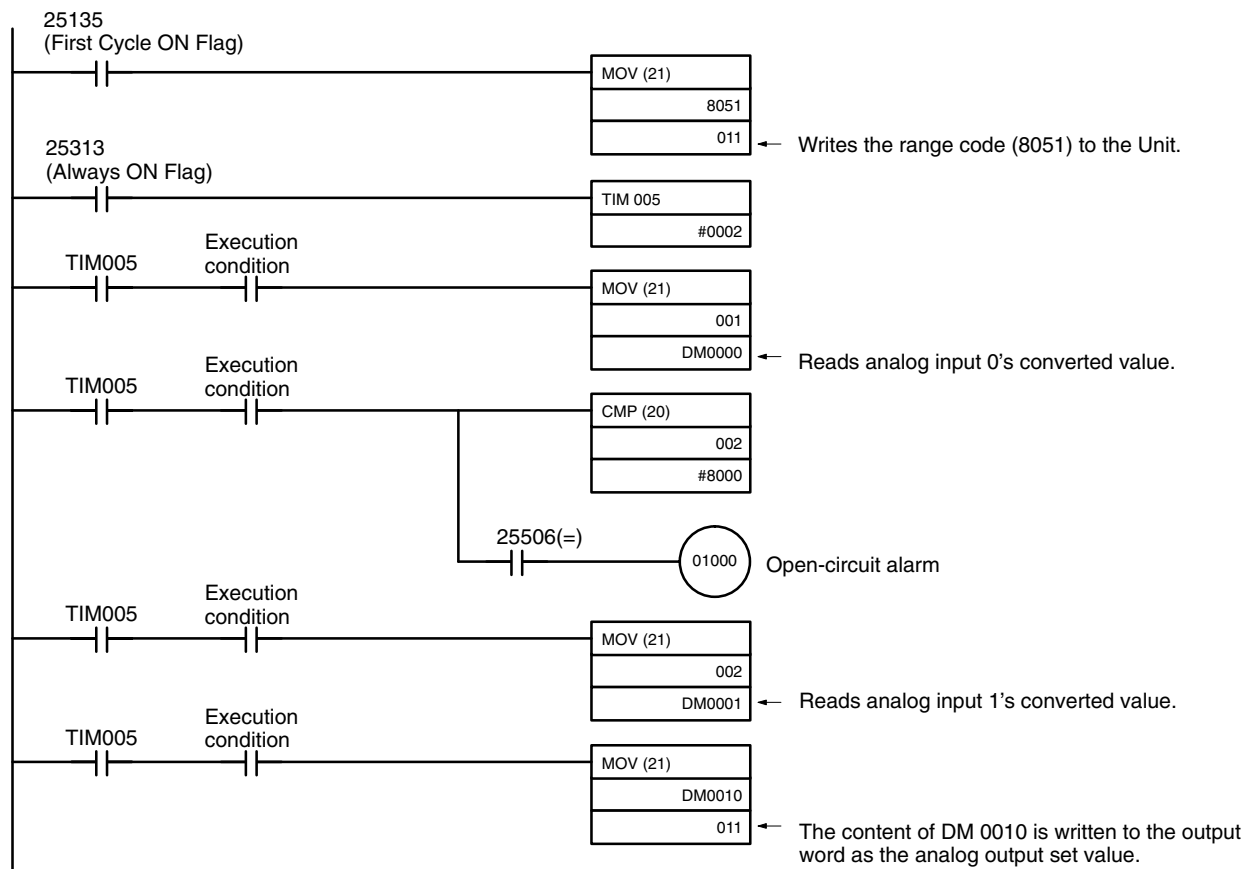 25135
(First Cycle ON Flag)
MOV (21)
8051
011
Writes the range code (8051) to the Unit.
25313
(Always ON Flag)
TIM 005
#0002
TIM005
Execution
condition
MOV (21)
001
DM0000
Reads analog input 0's converted value.
TIM005
Execution
condition
CMP (20)
002
#8000
25506(=)
01000
Open-circuit alarm
TIM005
Execution
condition
MOV (21)
002
DM0001
Reads analog input 1's converted value.
TIM005
Execution
condition
MOV (21)
DM0010
011
The content of DM 0010 is written to the output
word as the analog output set value.